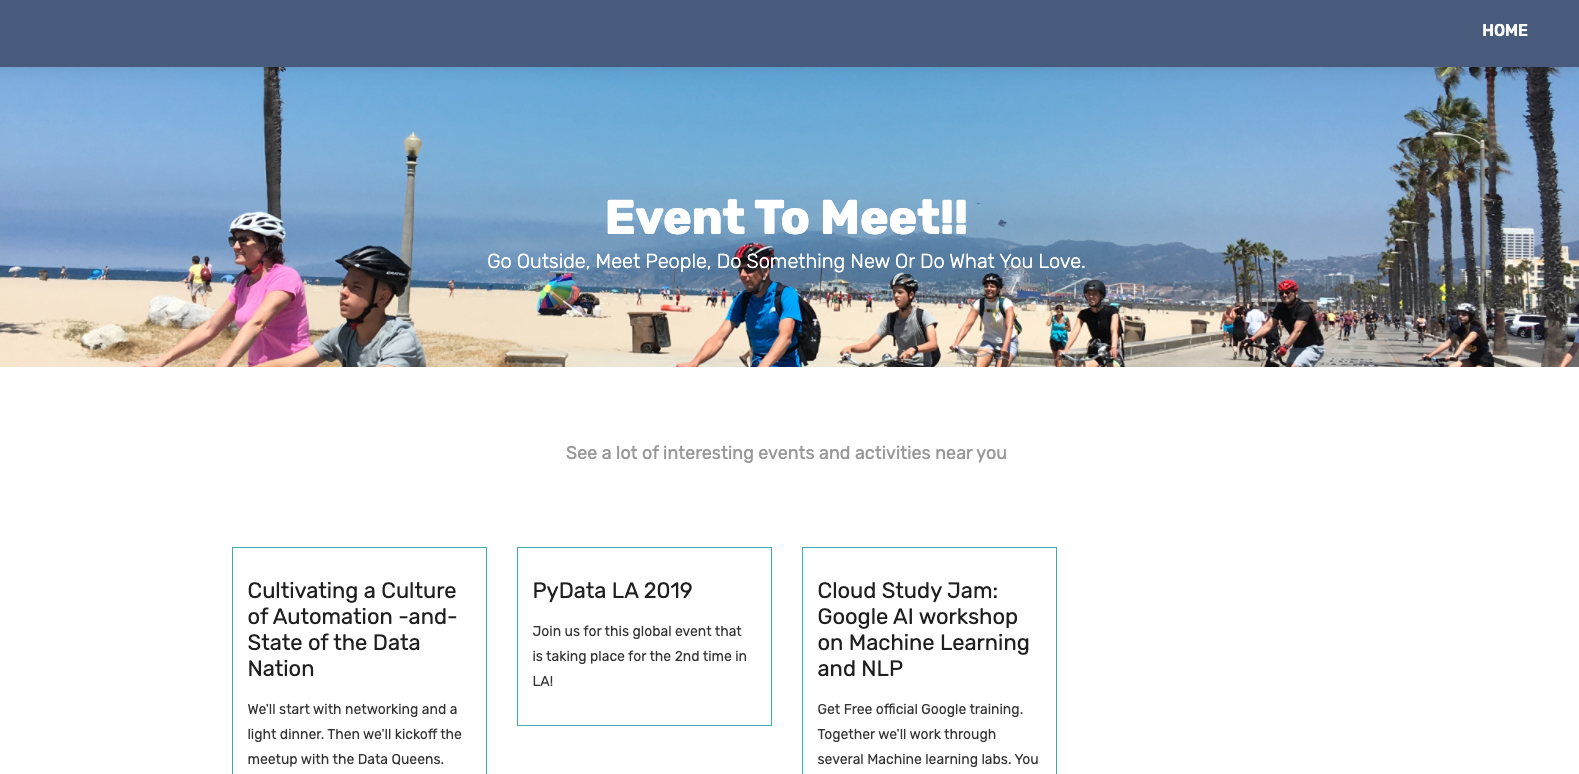 HOME
Event To Meet!!
Go Outside, Meet People, Do Something New Or Do What You Love.
See a lot of interesting events and activities near you
Cultivating a Culture
of Automation -and-
State of the Data
Nation
We'll start with networking and a
light dinner. Then we'll kickoff the
meetup with the Data Queens.
PyData LA 2019
Join us for this global event that
is taking place for the 2nd time in
LA!
Cloud Study Jam:
Google AI workshop
on Machine Learning
and NLP
Get Free official Google training.
Together we'll work through
several Machine learning labs. You